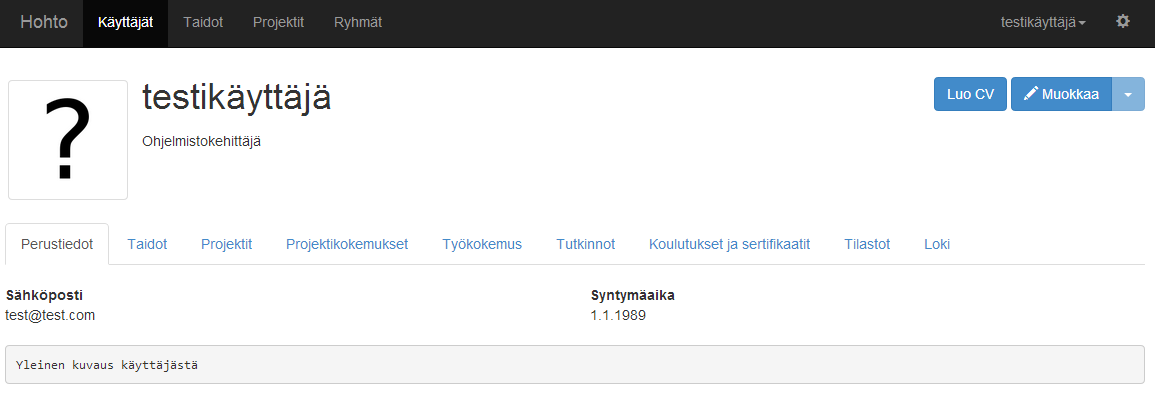 Hohto Käyttäjät Taidot Projektit Ryhmät testikäyttäjä
?
testikäyttäjä
Luo CV Muokkaa
Ohjelmistokehittäjä
Perustiedot Taidot Projektit Projektikokemukset Työkokemus Tutkinnot Koulutukset ja sertifikaatit Tilastot Loki
Sähköposti Syntymäaika
test@test.com 1.1.1989
Yleinen kuvaus käyttäjästä